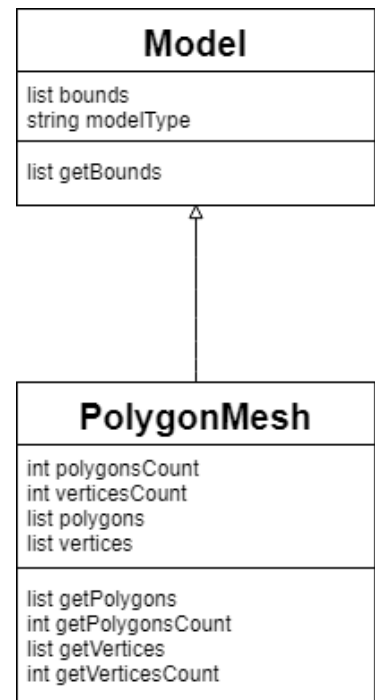 Model
list bounds
string modelType
list getBounds
PolygonMesh
int polygonsCount
int verticesCount
list polygons
list vertices
list getPolygons
int getPolygonsCount
list getVertices
int getVerticesCount